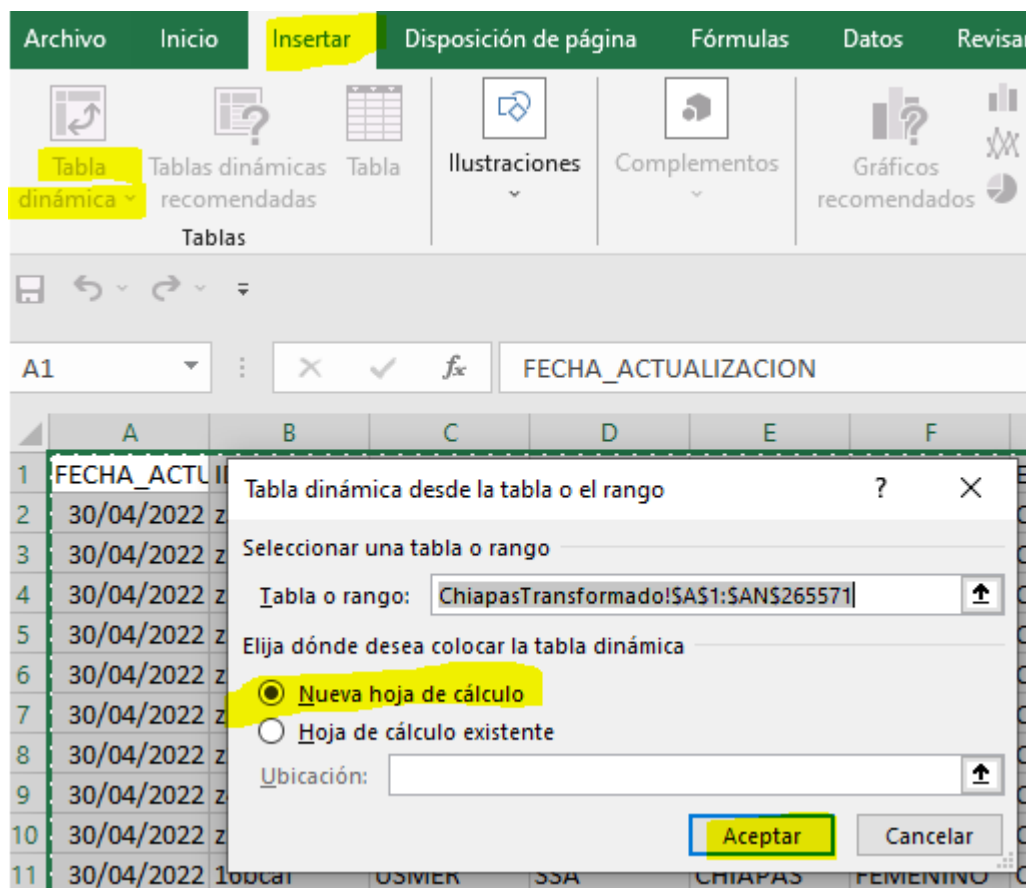 Archivo Inicio Insertar Disposición de página Fórmulas Datos Revisar
Tabla dinámica
Tablas dinámicas recomendadas
Tabla
Ilustraciones
Complementos
Gráficos recomendados
Tablas
A1 fx FECHA_ACTUALIZACION
A B C D E F
1 FECHA_ACTU
2 30/04/2022 z
3 30/04/2022 z
4 30/04/2022 z
5 30/04/2022 z
6 30/04/2022 z
7 30/04/2022 z
8 30/04/2022 z
9 30/04/2022 z
10 30/04/2022 z
11 30/04/2022 USMER SSA CHIAPAS FEMENINO
Tabla dinámica desde la tabla o el rango ?
Seleccionar una tabla o rango
Tabla o rango: ChiapasTransformado!$A$1:$AN$265571
Elija dónde desea colocar la tabla dinámica
Nueva hoja de cálculo
Hoja de cálculo existente
Ubicación:
Aceptar Cancelar